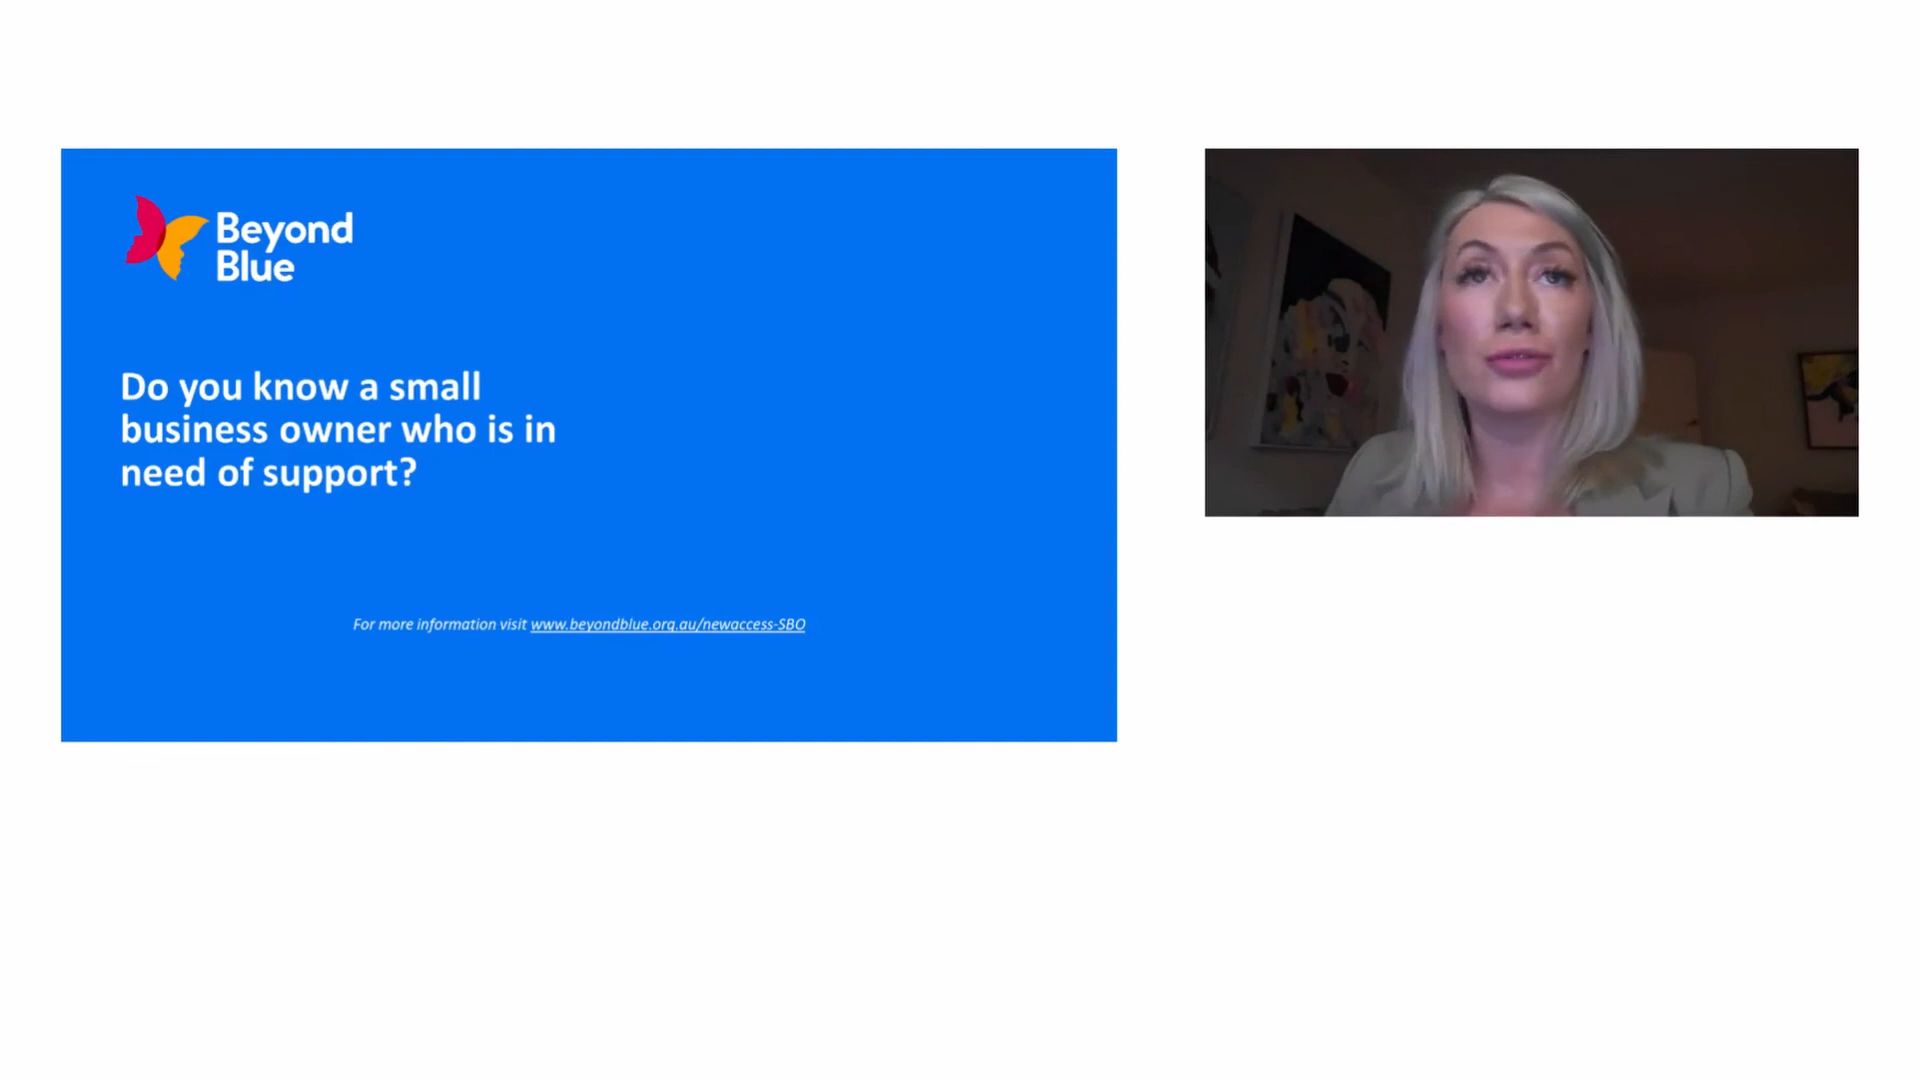 Beyond
Blue
Do you know a small
business owner who is in
need of support?
For more information visit www.beyondblue.org.au/newaccess-SBO